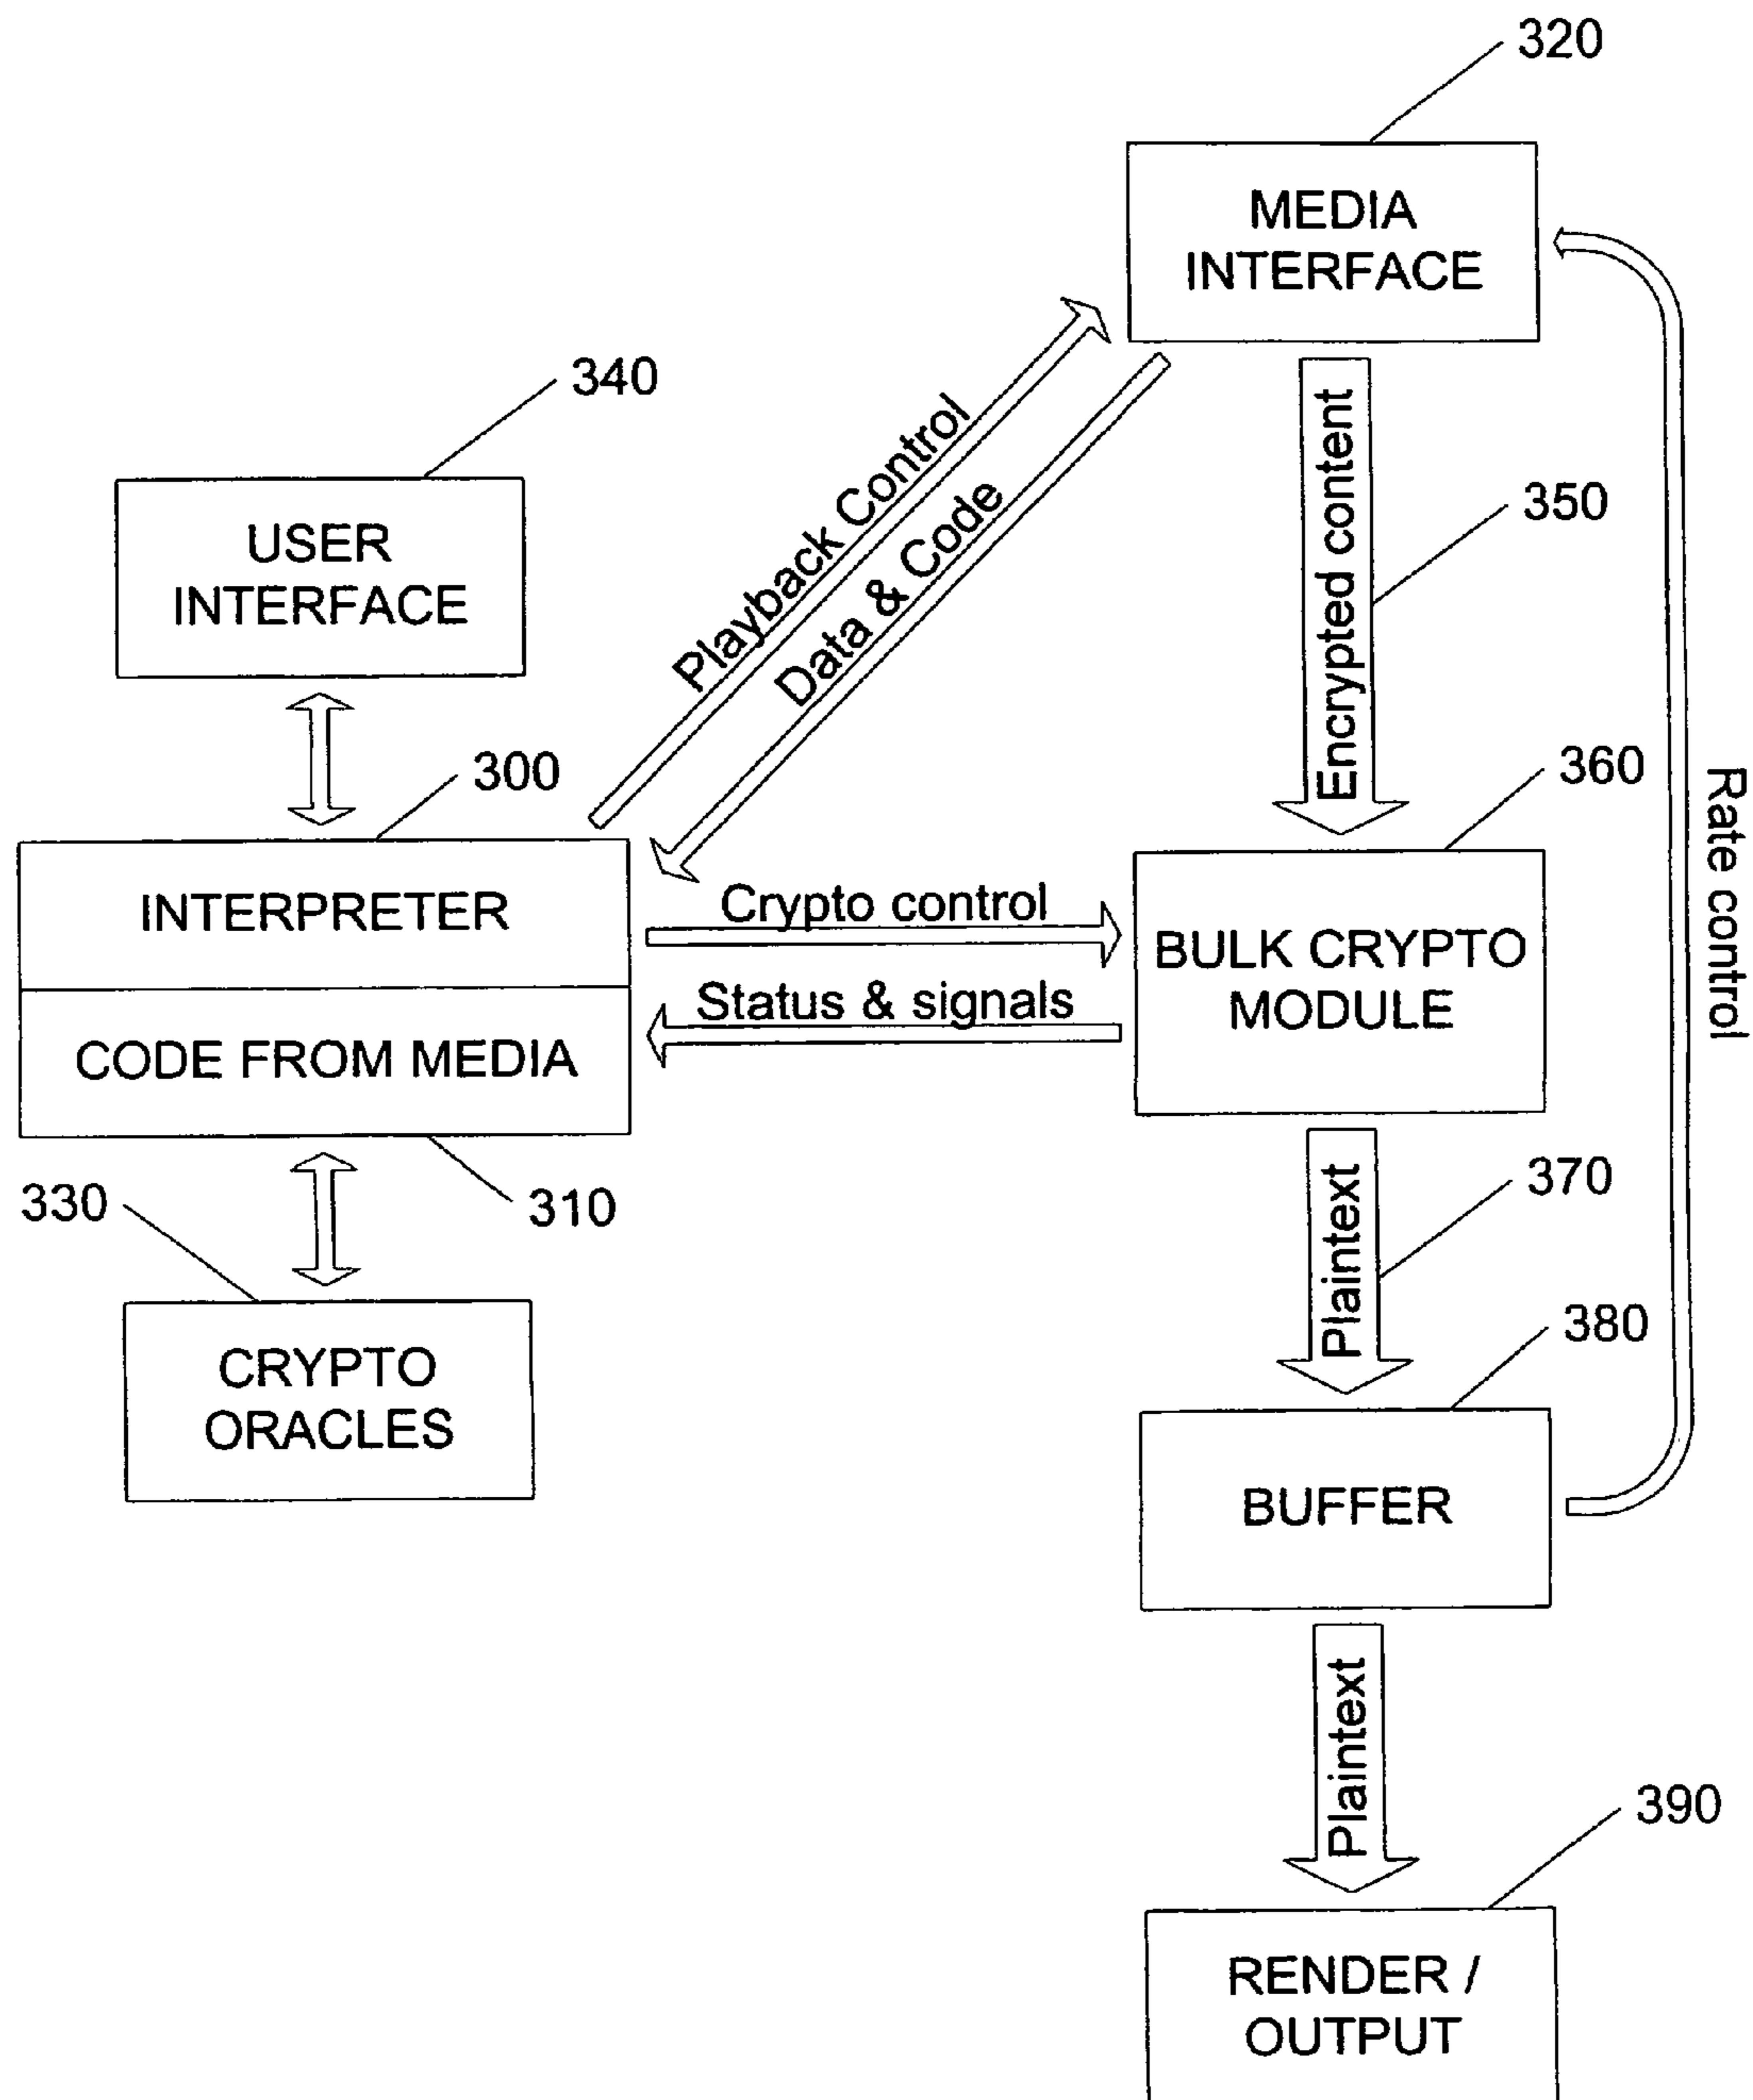 320
MEDIA
INTERFACE
340
USER
INTERFACE
Playback Control
Data & Code
Encrypted content
350
300
360
Rate control
INTERPRETER
CODE FROM MEDIA
Crypto control
Status & signals
BULK CRYPTO
MODULE
330
310
Plaintext
370
CRYPTO
ORACLES
380
BUFFER
Plaintext
390
RENDER /
OUTPUT